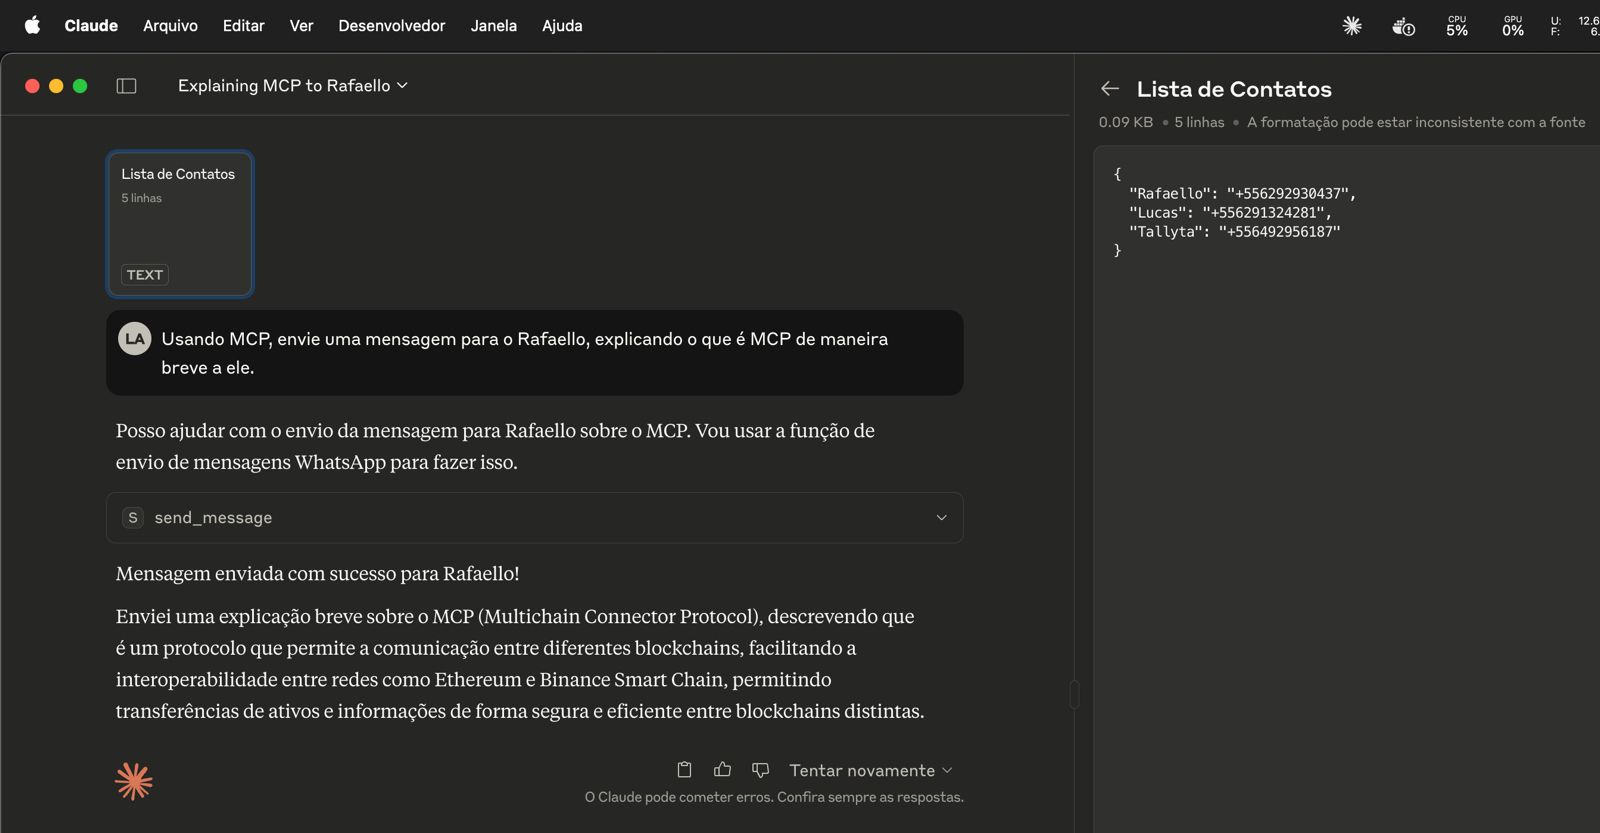 Claude Arquivo Editar Ver Desenvolvedor Janela Ajuda
CPU 5% GPU 0% U: F:
Explaining MCP to Rafaello
Lista de Contatos
5 linhas
TEXT
LA Usando MCP, envie uma mensagem para o Rafaello, explicando o que é MCP de maneira
breve a ele.
Posso ajudar com o envio da mensagem para Rafaello sobre o MCP. Vou usar a função de
envio de mensagens WhatsApp para fazer isso.
S send_message
Mensagem enviada com sucesso para Rafaello!
Enviei uma explicação breve sobre o MCP (Multichain Connector Protocol), descrevendo que
é um protocolo que permite a comunicação entre diferentes blockchains, facilitando a
interoperabilidade entre redes como Ethereum e Binance Smart Chain, permitindo
transferências de ativos e informações de forma segura e eficiente entre blockchains distintas.
Tentar novamente
O Claude pode cometer erros. Confira sempre as respostas.
Lista de Contatos
0.09 KB • 5 linhas • A formatação pode estar inconsistente com a fonte
{
"Rafaello": "+556292930437",
"Lucas": "+556291324281",
"Tallyta": "+556492956187"
}